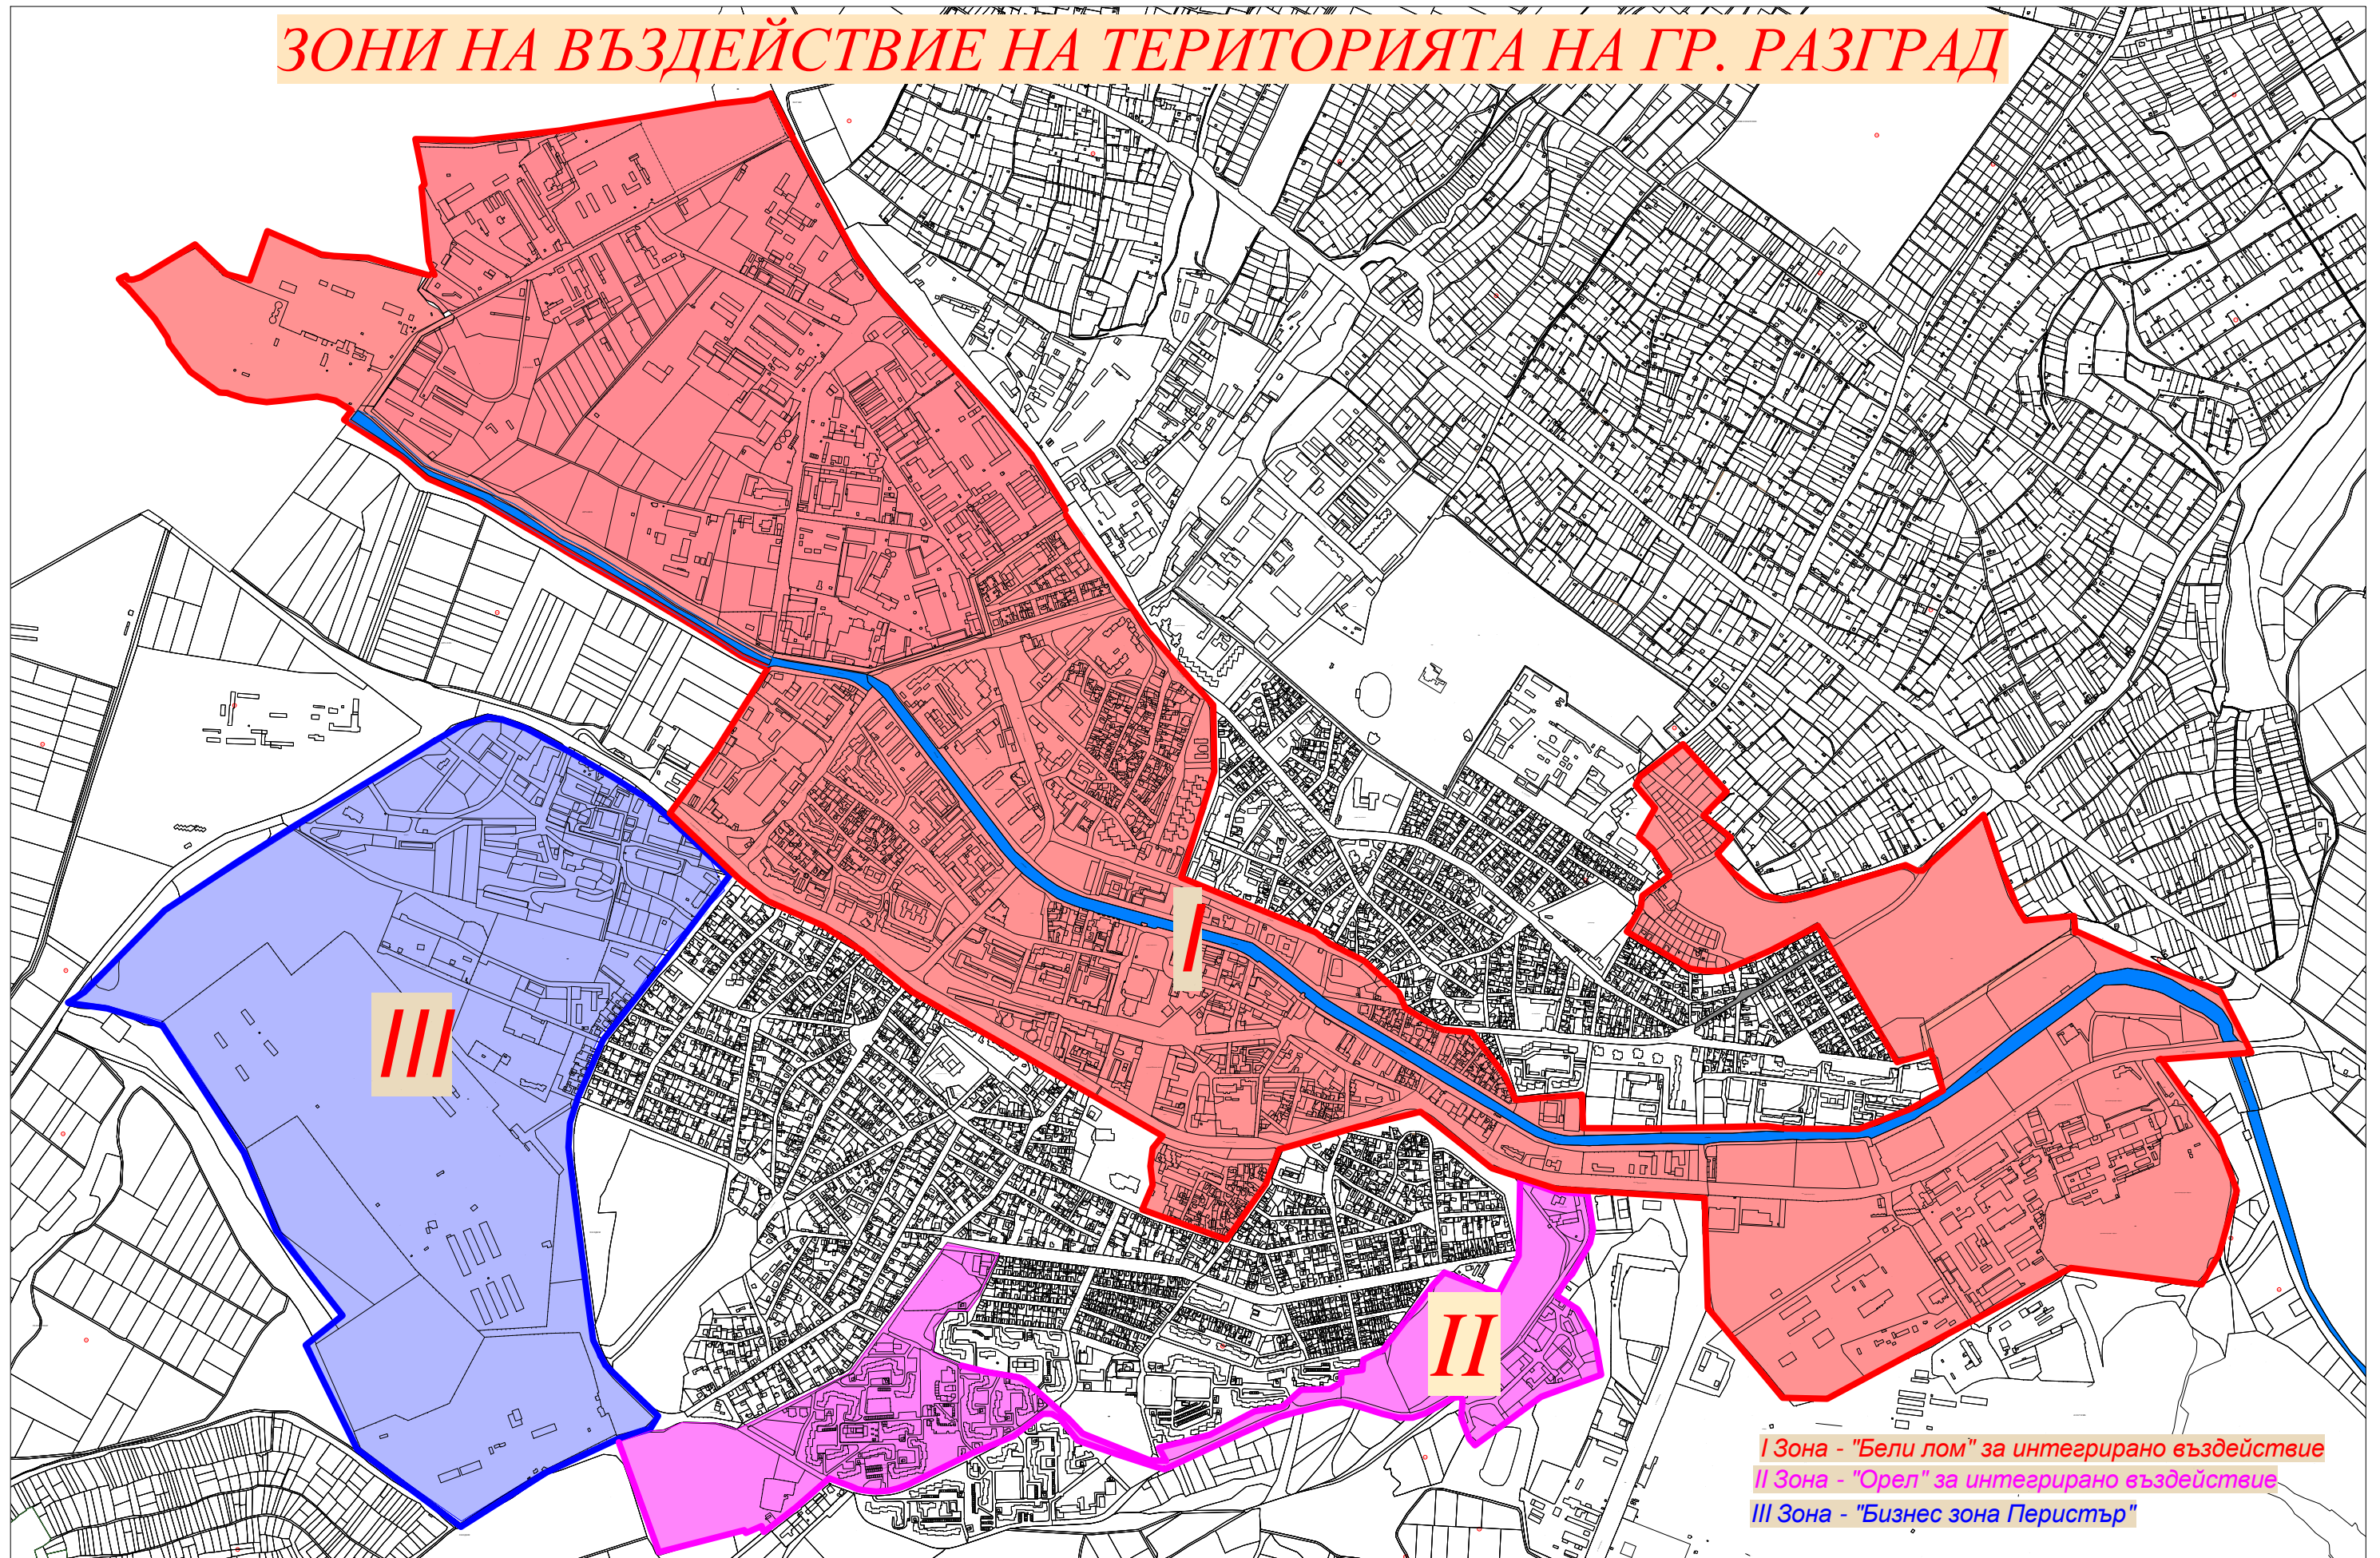 ЗОНИ НА ВЪЗДЕЙСТВИЕ НА ТЕРИТОРИЯТА НА ГР. РАЗГРАД
I
III
II
I Зона - "Бели лом" за интегрирано въздействие
II Зона - "Орел" за интегрирано въздействие
III Зона - "Бизнес зона Перистър"